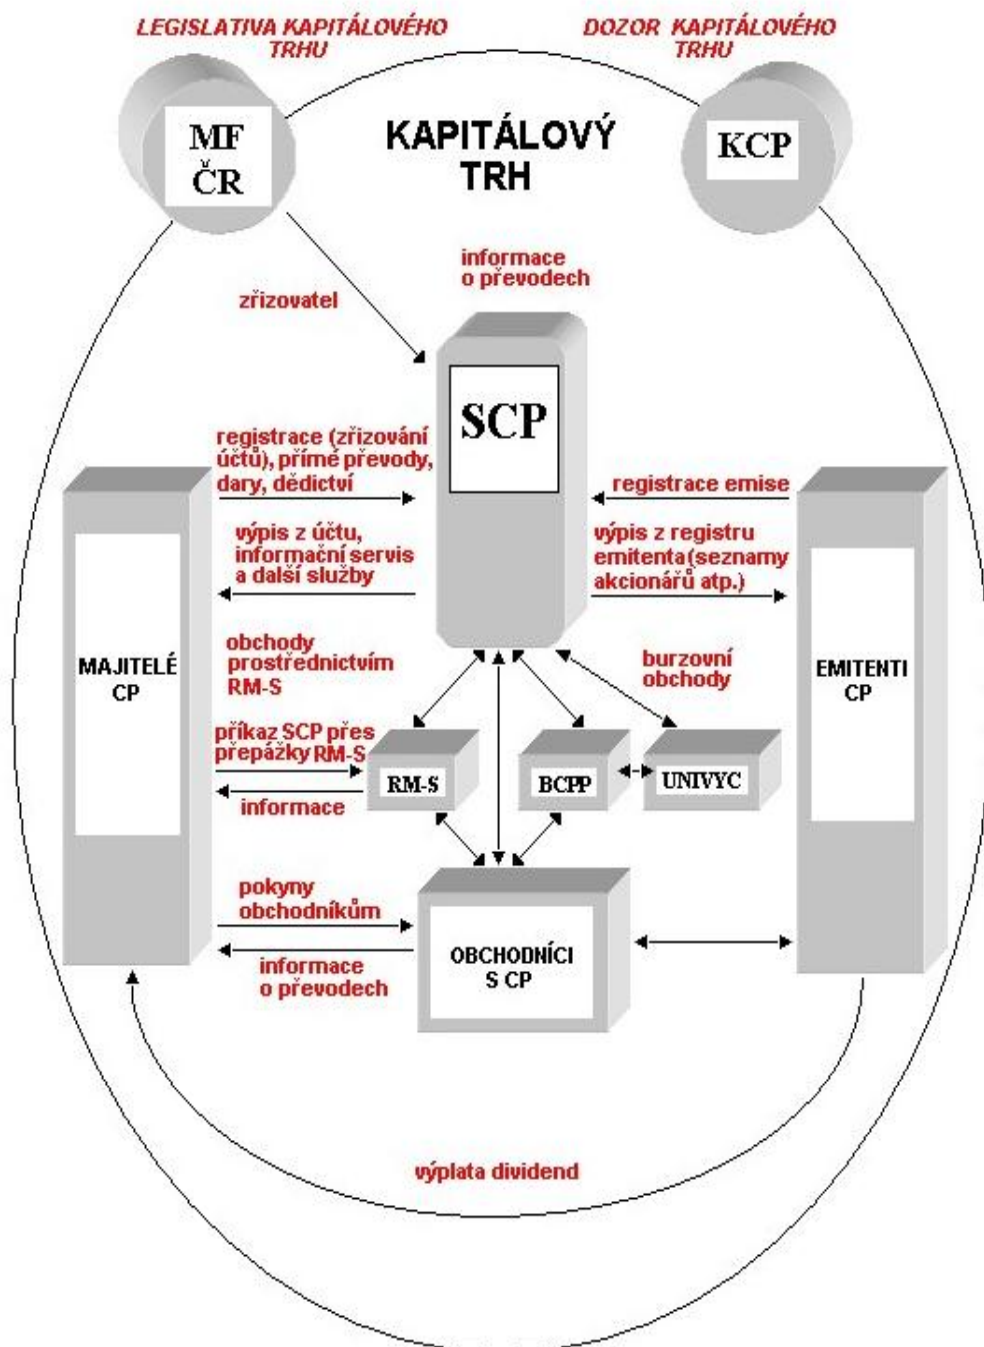 LEGISLATIVA KAPITÁLOVÉHO
TRHU
DOZOR KAPITÁLOVÉHO
TRHU
MF
ČR
KAPITÁLOVÝ
TRH
KCP
informace
o převodech
zřizovatel
SCP
registrace (zřizování
účtů), přímé převody,
dary, dědictví
registrace emise
výpis z účtu,
informační servis
a další služby
výpis z registru
emitenta(seznamy
akcionářů atp.)
MAJITELÉ
CP
obchody
prostřednictvím
RM-S
burzovní
obchody
EMITENTI
CP
příkaz SCP přes
přepážky RM-S
informace
RM-S
BCPP
UNIVYC
pokyny
obchodníkům
informace
o převodech
OBCHODNÍCI
S CP
výplata dividend